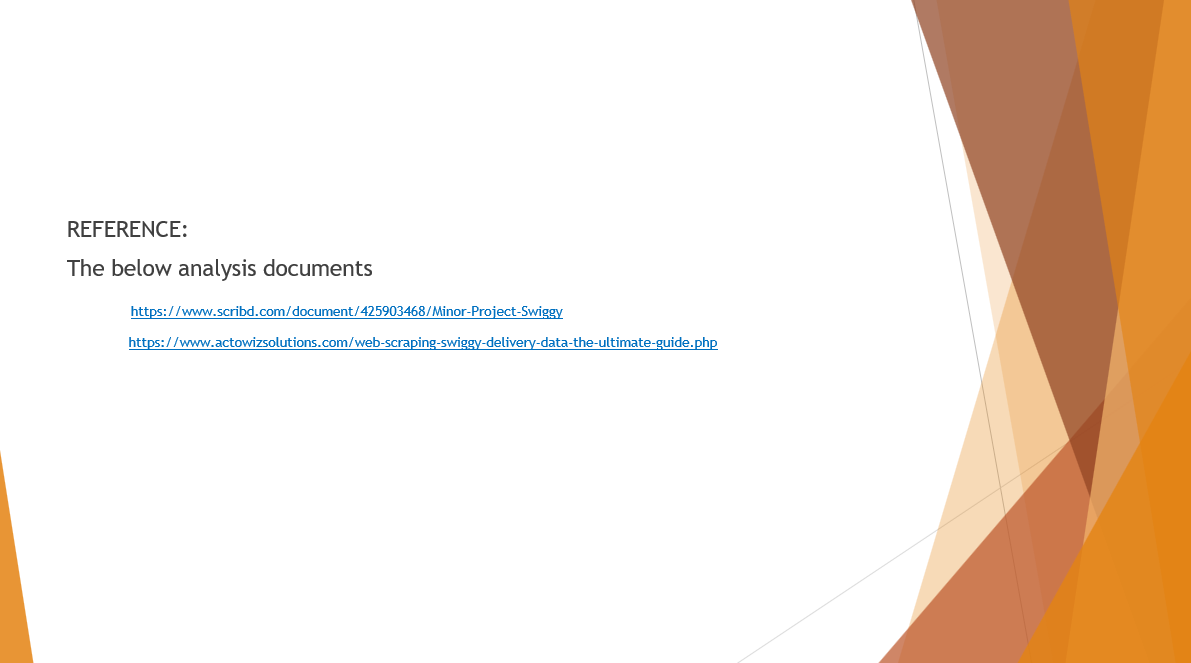 REFERENCE:
The below analysis documents
https://www.scribd.com/document/425903468/Minor-Project-Swiggy
https://www.actowizsolutions.com/web-scraping-swiggy-delivery-data-the-ultimate-guide.php